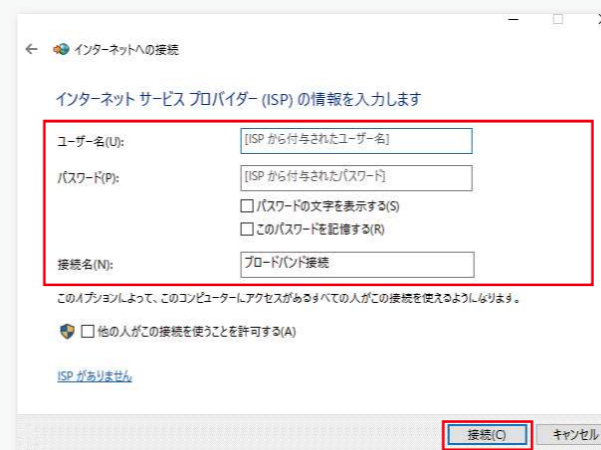 インターネットへの接続
インターネット サービス プロバイダー (ISP) の情報を入力します
ユーザー名(U):
[ISP から付与されたユーザー名]
パスワード(P):
[ISP から付与されたパスワード]
パスワードの文字を表示する(S)
このパスワードを記憶する(R)
接続名(N):
ブロードバンド接続
このオプションによって、このコンピューターにアクセスがあるすべての人がこの接続を使えるようになります。
他の人がこの接続を使うことを許可する(A)
ISP がありません
接続(C)
キャンセル